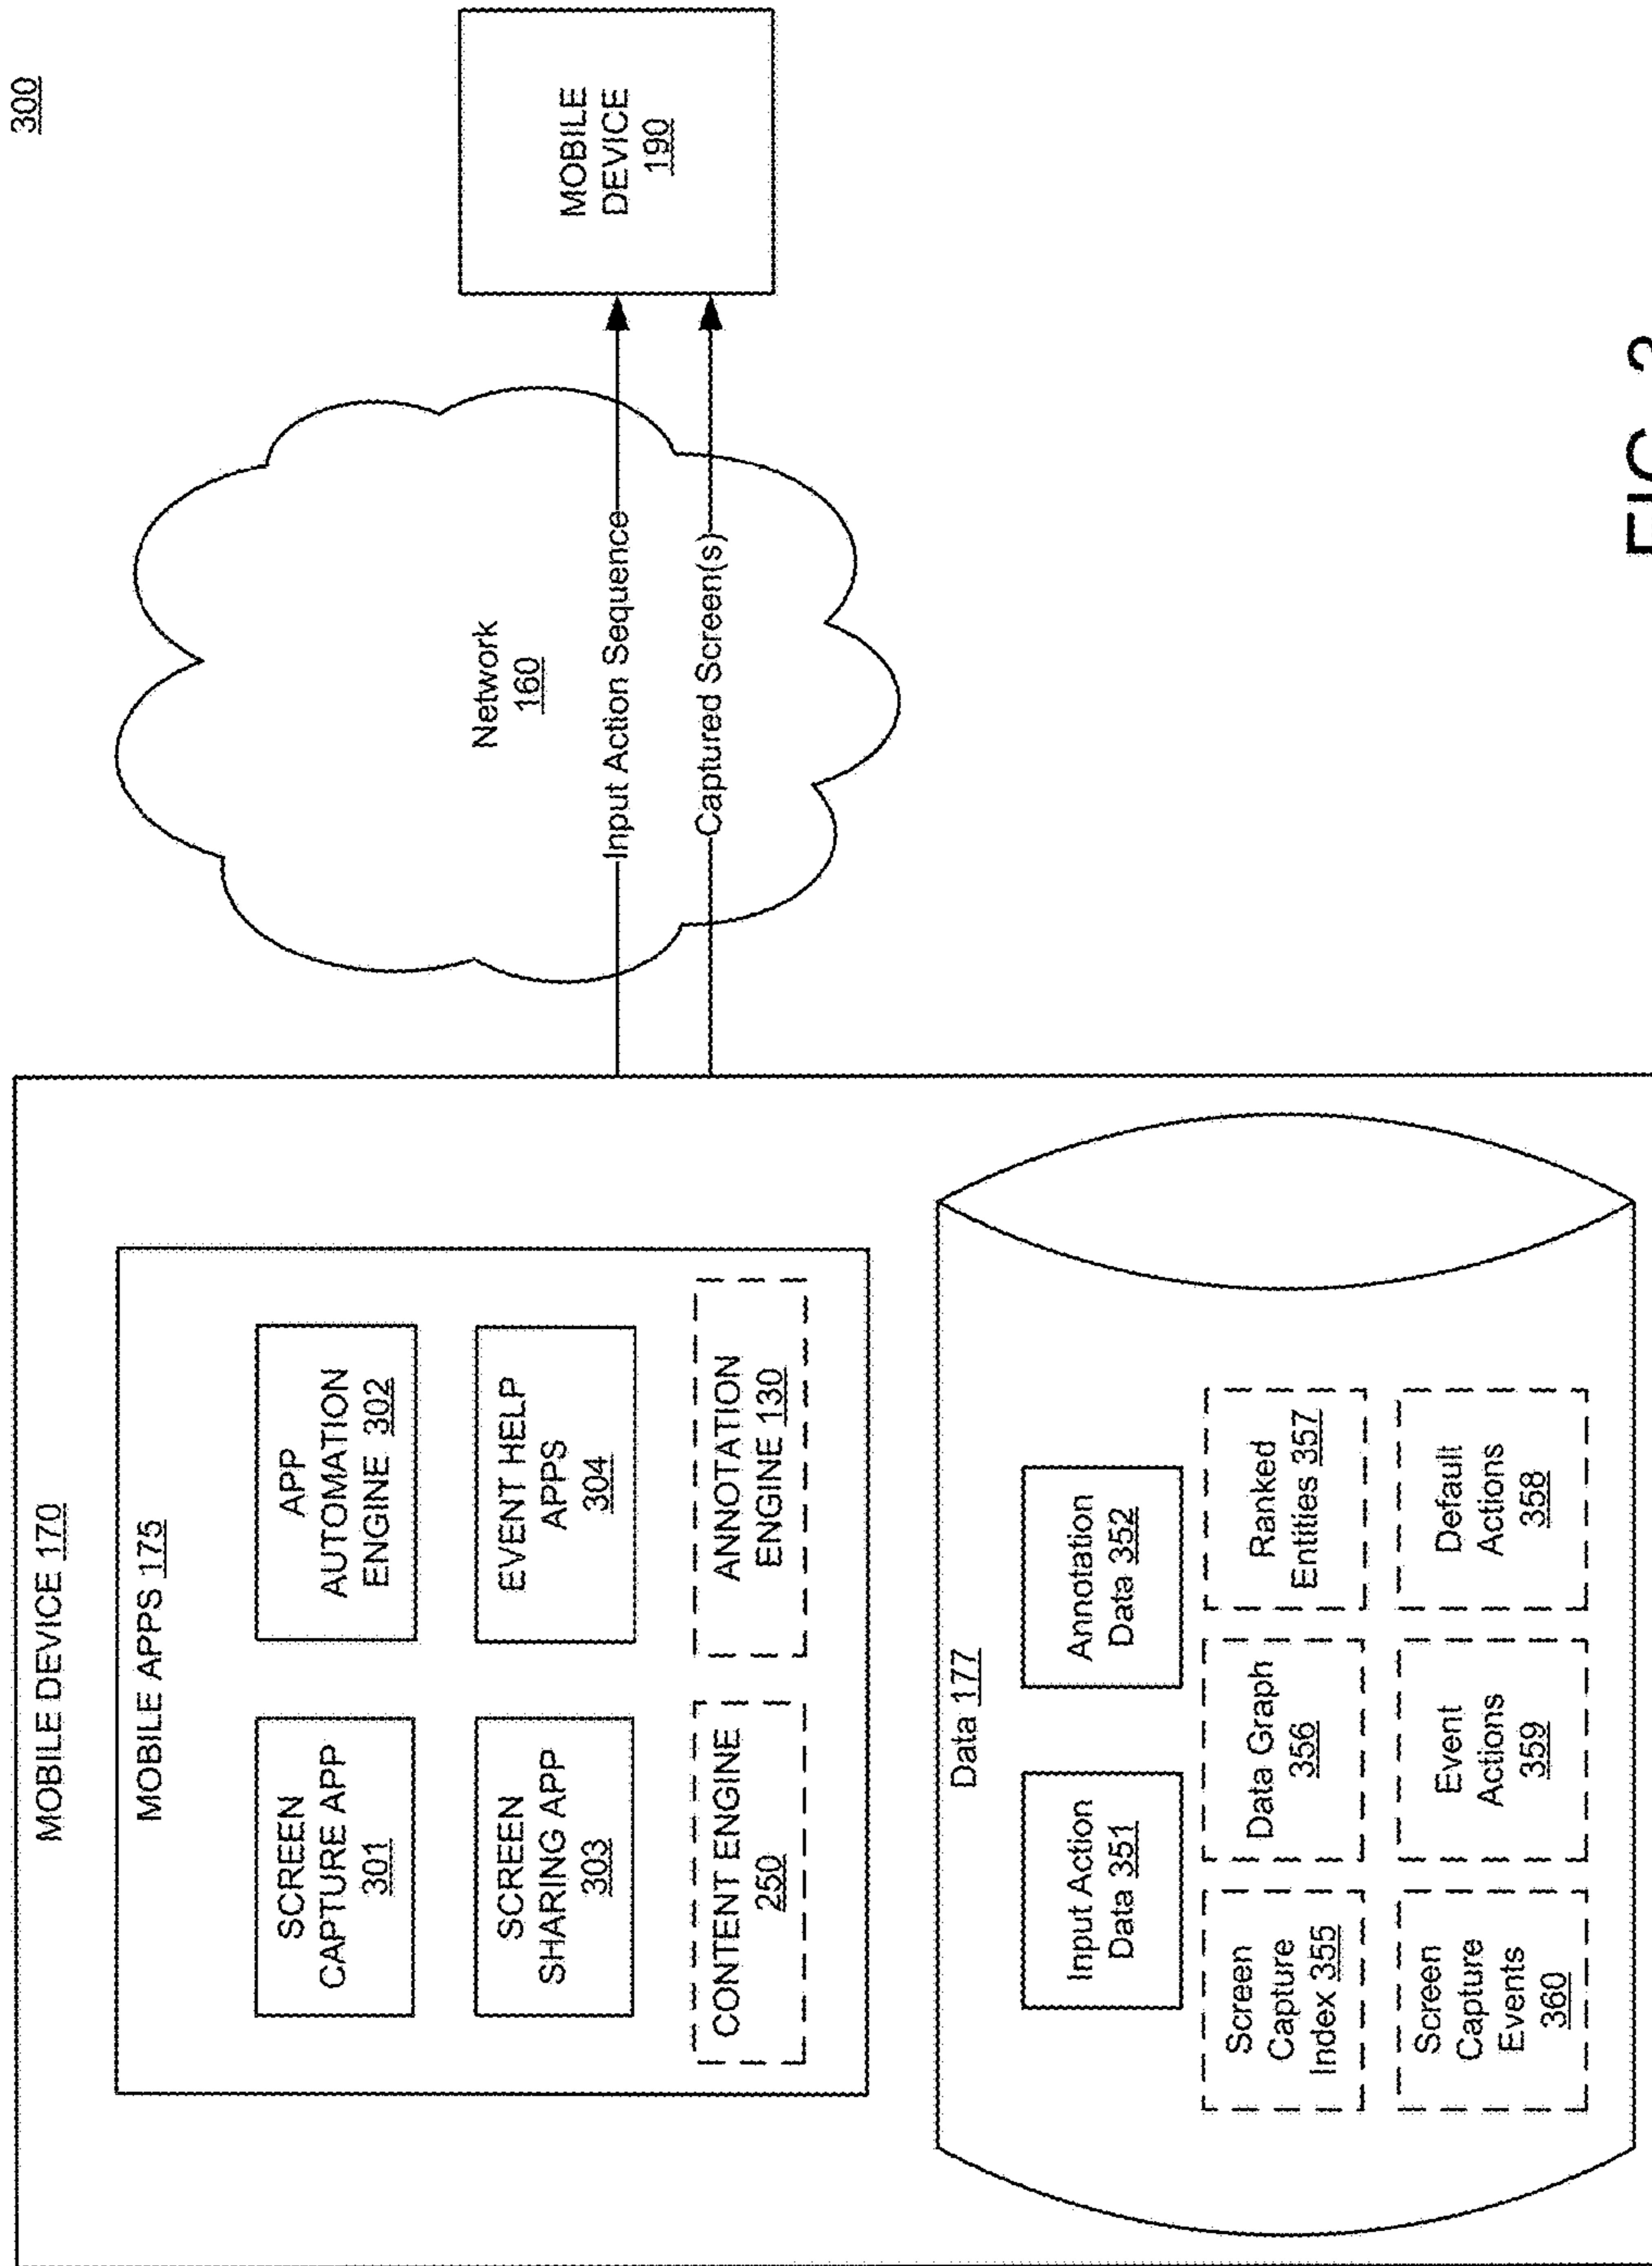 300
MOBILE DEVICE 170
MOBILE APPS 175
SCREEN
CAPTURE APP
301
APP
AUTOMATION
ENGINE 302
SCREEN
SHARING APP
303
EVENT HELP
APPS
304
CONTENT ENGINE
250
ANNOTATION
ENGINE 130
Data 177
Input Action
Data 351
Annotation
Data 352
Screen
Capture
Index 355
Data Graph
356
Ranked
Entities 357
Screen
Capture
Events
360
Event
Actions
359
Default
Actions
358
Network
160
Input Action Sequence
Captured Screen(s)
MOBILE
DEVICE
190
FIG. 3